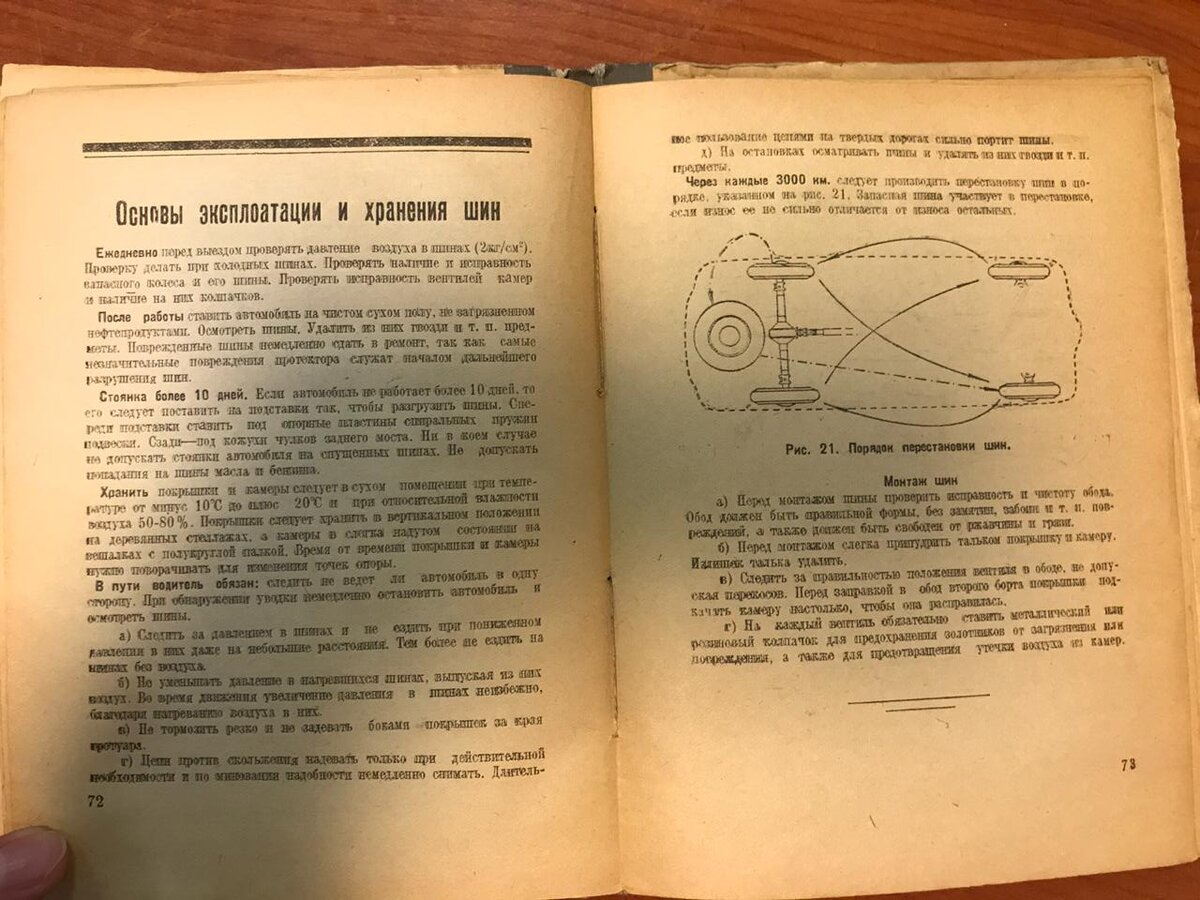 Основы эксплоатации и хранения шин
Ежедневно перед выездом проверять давление воздуха в шинах (2кг/см²).
Проверку делать при холодных шинах. Проверять наличие и исправность
запасного колеса и его шины. Проверять исправность вентилей камер
и наличие на них колпачков.
После работы ставить автомобиль на чистом сухом полу, не загрязненном
нефтепродуктами. Осмотреть шины. Удалить из них гвозди и т. п. пред-
меты. Поврежденные шины немедленно сдать в ремонт, так как самые
незначительные повреждения протектора служат началом дальнейшего
разрушения шин.
Стоянка более 10 дней. Если автомобиль не работает более 10 дней, то
его следует поставить на подставки так, чтобы разгрузить шины. Спе-
реди подставки ставить под опорные пластины спиральных пружин
подвески. Сзади—под кожухи чулков заднего моста. Ни в коем случае
не допускать стоянки автомобиля на спущенных шинах. Не допускать
попадания на шины масла и бензина.
Хранить покрышки и камеры следует в сухом помещении при темпе-
ратуре от минус 10°С до плюс 20°С и при относительной влажности
воздуха 50-80%. Покрышки следует хранить в вертикальном положении
на деревянных стеллажах, а камеры в слегка надутом состоянии на
вешалках с полукруглой полкой. Время от времени покрышки и камеры
нужно поворачивать для изменения точек опоры.
В пути водитель обязан: следить не ведет ли автомобиль в одну
сторону. При обнаружении уводки немедленно остановить автомобиль и
осмотреть шины.
а) Следить за давлением в шинах и не ездить при пониженном
давлении в них даже на небольшие расстояния. Тем более не ездить на
шинах без воздуха.
б) Не уменьшать давление в нагревшихся шинах, выпуская из них
воздух. Во время движения увеличение давления в шинах неизбежно,
благодаря нагреванию воздуха в них.
в) Не тормозить резко и не задевать боками покрышек за края
тротуара.
г) Цепи против скольжения надевать только при действительной
необходимости и по миновании надобности немедленно снимать. Длитель-
72
ное пользование цепями на твердых дорогах сильно портит шины.
д) На остановках осматривать шины и удалять из них гвозди и т. п.
предметы.
Через каждые 3000 км. следует производить перестановку шин в по-
рядке, указанном на рис. 21. Запасная шина участвует в перестановке,
если износ ее не сильно отличается от износа остальных.
Рис. 21. Порядок перестановки шин.
Монтаж шин
а) Перед монтажом шины проверить исправность и чистоту обода.
Обод должен быть правильной формы, без замятин, забоин и т. п. пов-
реждений, а также должен быть свободен от ржавчины и грязи.
б) Перед монтажом слегка припудрить тальком покрышку и камеру.
Излишек талька удалить.
в) Следить за правильностью положения вентиля в ободе, не допу-
ская перекосов. Перед заправкой в обод второго борта покрышки под-
качать камеру настолько, чтобы она расправилась.
г) На каждый вентиль обязательно ставить металлический или
резиновый колпачок для предохранения золотников от загрязнения или
повреждения, а также для предотвращения утечки воздуха из камер.
73